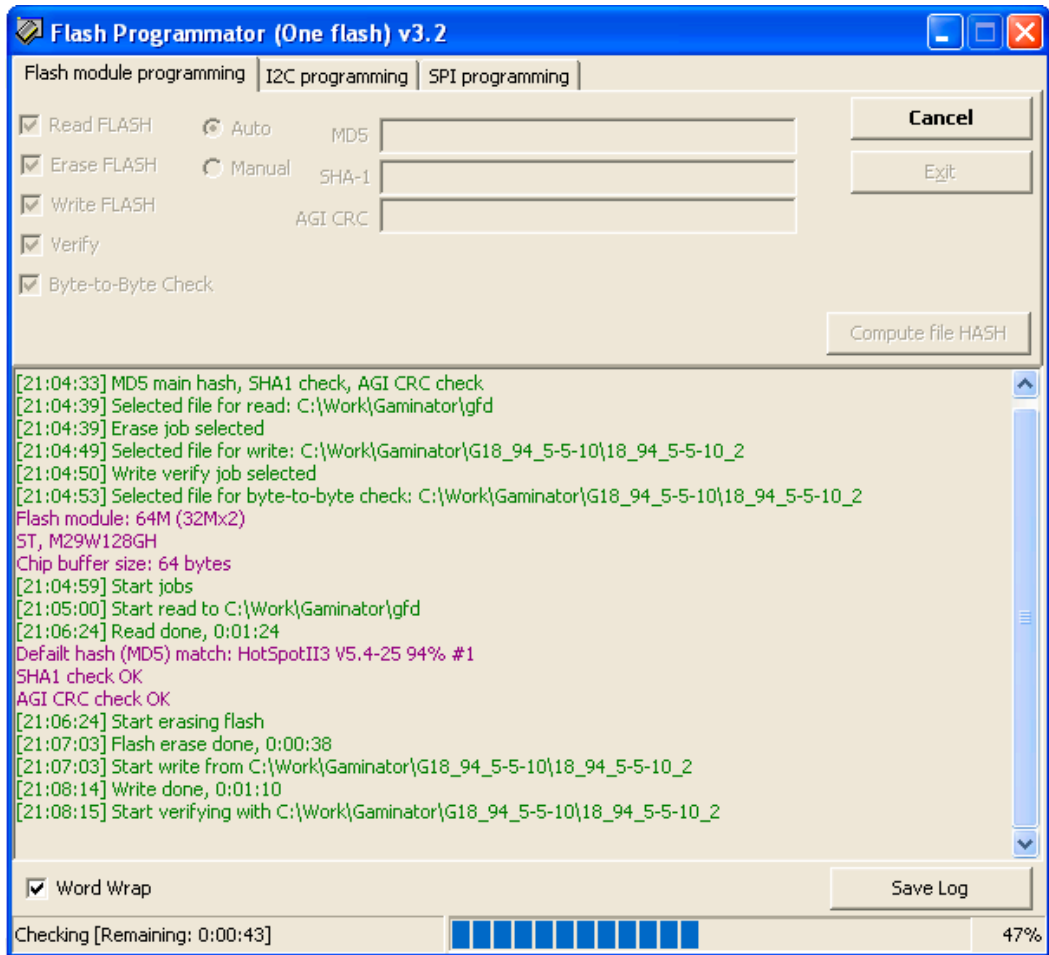 Flash Programmator (One flash) v3.2
Flash module programming I2C programming SPI programming
Read FLASH Auto MD5 Cancel
Erase FLASH Manual SHA-1 Exit
Write FLASH AGI CRC
Verify
Byte-to-Byte Check
Compute file HASH
[21:04:33] MD5 main hash, SHA1 check, AGI CRC check
[21:04:39] Selected file for read: C:\Work\Gaminator\gfd
[21:04:39] Erase job selected
[21:04:49] Selected file for write: C:\Work\Gaminator\G18_94_5-5-10\18_94_5-5-10_2
[21:04:50] Write verify job selected
[21:04:53] Selected file for byte-to-byte check: C:\Work\Gaminator\G18_94_5-5-10\18_94_5-5-10_2
Flash module: 64M (32Mx2)
ST, M29W128GH
Chip buffer size: 64 bytes
[21:04:59] Start jobs
[21:05:00] Start read to C:\Work\Gaminator\gfd
[21:06:24] Read done, 0:01:24
Defailt hash (MD5) match: HotSpotII3 V5.4-25 94% #1
SHA1 check OK
AGI CRC check OK
[21:06:24] Start erasing flash
[21:07:03] Flash erase done, 0:00:38
[21:07:03] Start write from C:\Work\Gaminator\G18_94_5-5-10\18_94_5-5-10_2
[21:08:14] Write done, 0:01:10
[21:08:15] Start verifying with C:\Work\Gaminator\G18_94_5-5-10\18_94_5-5-10_2
Word Wrap Save Log
Checking [Remaining: 0:00:43] 47%